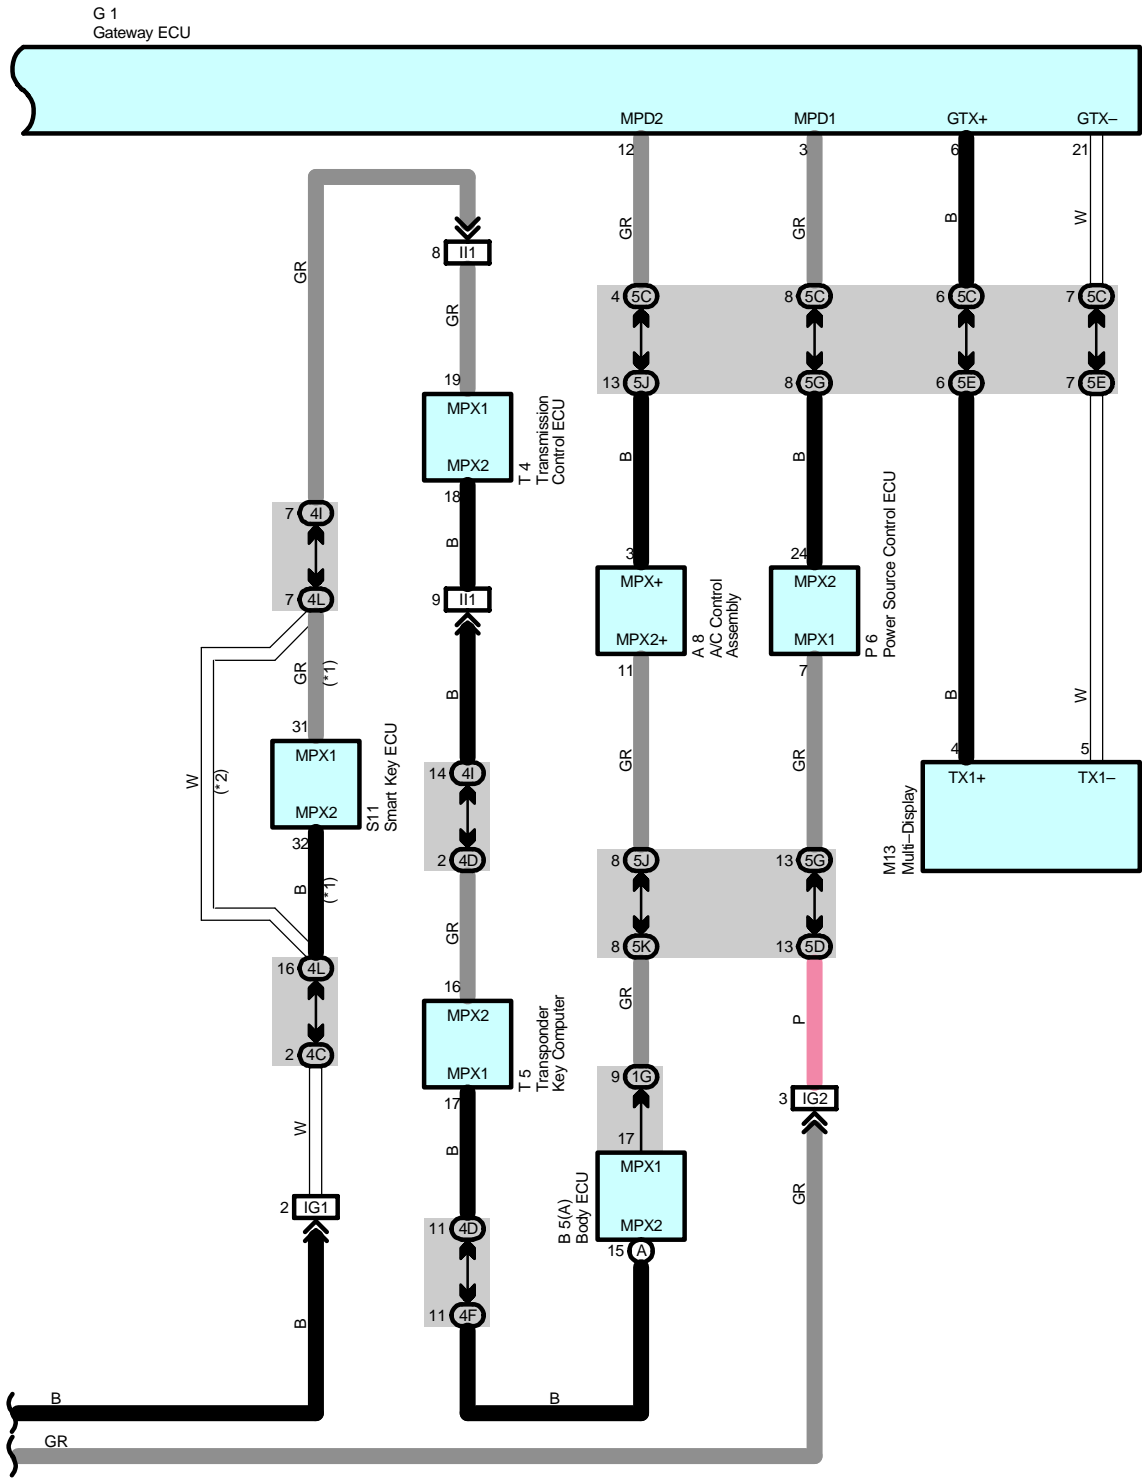 G 1
Gateway ECU
MPD2
MPD1
GTX+
GTX–
12
3
6
21
GR
GR
B
W
8
II1
GR
GR
4
5C
8
5C
6
5C
7
5C
13
5J
8
5G
6
5E
7
5E
19
MPX1
MPX2
T 4
Transmission
Control ECU
18
B
B
B
7
4I
7
4L
9
II1
3
MPX+
MPX2+
A 8
A/C Control
Assembly
11
24
MPX2
MPX1
P 6
Power Source Control ECU
7
GR
(*1)
B
B
W
31
MPX1
MPX2
S11
Smart Key ECU
32
W
(*2)
14
4I
2
4D
GR
GR
4
5
TX1+
TX1–
M13
Multi–Display
B
(*1)
8
5J
13
5G
8
5K
13
5D
16
4L
2
4C
GR
16
MPX2
MPX1
T 5
Transponder
Key Computer
17
GR
P
9
1G
3
IG2
W
B
17
MPX1
MPX2
B 5(A)
Body ECU
15
A
GR
2
IG1
11
4D
11
4F
B
B
B
GR